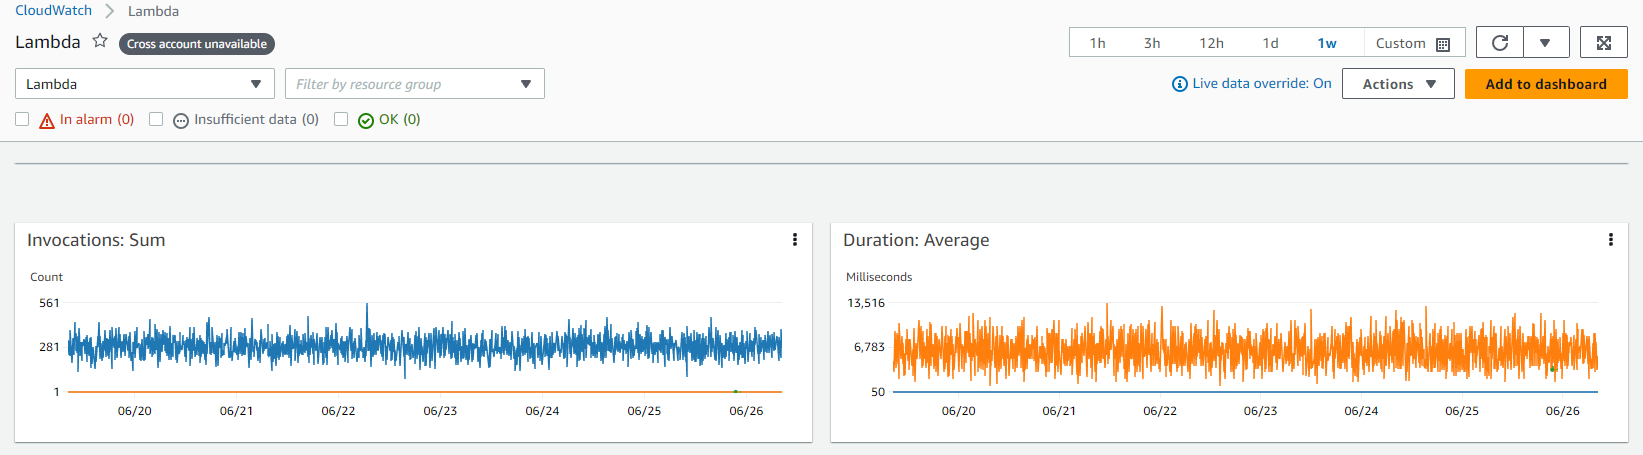 CloudWatch Lambda
Lambda Cross account unavailable
1h 3h 12h 1d 1w Custom
Lambda Filter by resource group
Live data override: On Actions Add to dashboard
In alarm (0) Insufficient data (0) OK (0)
Invocations: Sum
Count
561
281
1
06/20 06/21 06/22 06/23 06/24 06/25 06/26
Duration: Average
Milliseconds
13,516
6,783
50
06/20 06/21 06/22 06/23 06/24 06/25 06/26